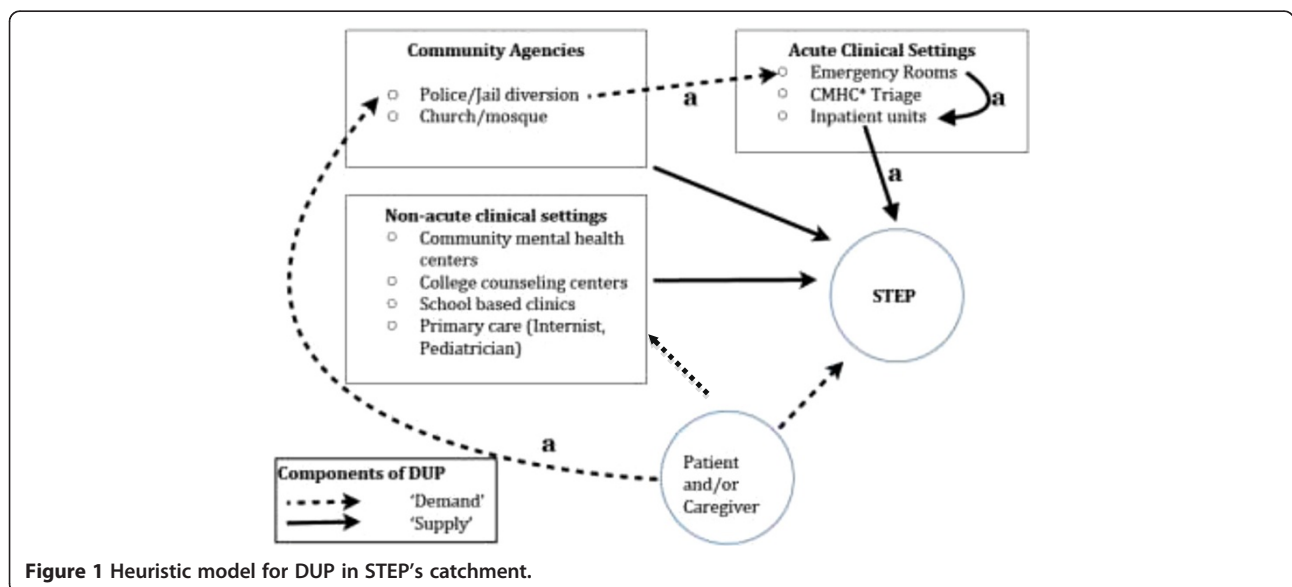 Community Agencies
Police/Jail diversion
Church/mosque
a
Acute Clinical Settings
Emergency Rooms
CMHC* Triage
Inpatient units
a
a
Non-acute clinical settings
Community mental health
centers
College counseling centers
School based clinics
Primary care (Internist,
Pediatrician)
STEP
a
Patient
and/or
Caregiver
Components of DUP
'Demand'
'Supply'
Figure 1 Heuristic model for DUP in STEP's catchment.